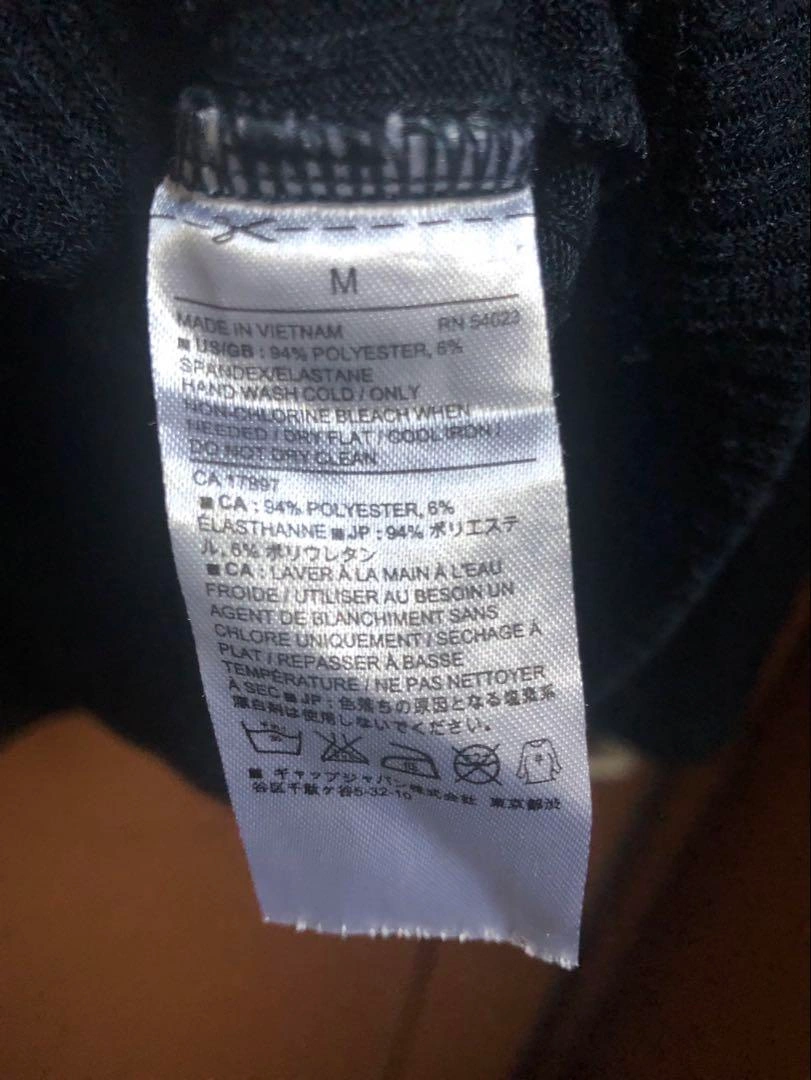 M
MADE IN VIETNAM RN 54023
■ US/GB : 94% POLYESTER, 6%
SPANDEX/ELASTANE
HAND WASH COLD / ONLY
NON-CHLORINE BLEACH WHEN
NEEDED / DRY FLAT / COOL IRON /
DO NOT DRY CLEAN
CA 17897
■ CA : 94% POLYESTER, 6%
ÉLASTHANNE ■ JP : 94% ポリエステ
ル, 6% ポリウレタン
■ CA : LAVER À LA MAIN À L'EAU
FROIDE / UTILISER AU BESOIN UN
AGENT DE BLANCHIMENT SANS
CHLORE UNIQUEMENT / SÉCHAGE À
PLAT / REPASSER À BASSE
TEMPÉRATURE / NE PAS NETTOYER
À SEC ■ JP : 色落ちの原因となる塩素系
漂白剤は使用しないでください.
■ ギャップジャパン株式会社 東京都渋
谷区千駄ケ谷5-32-10